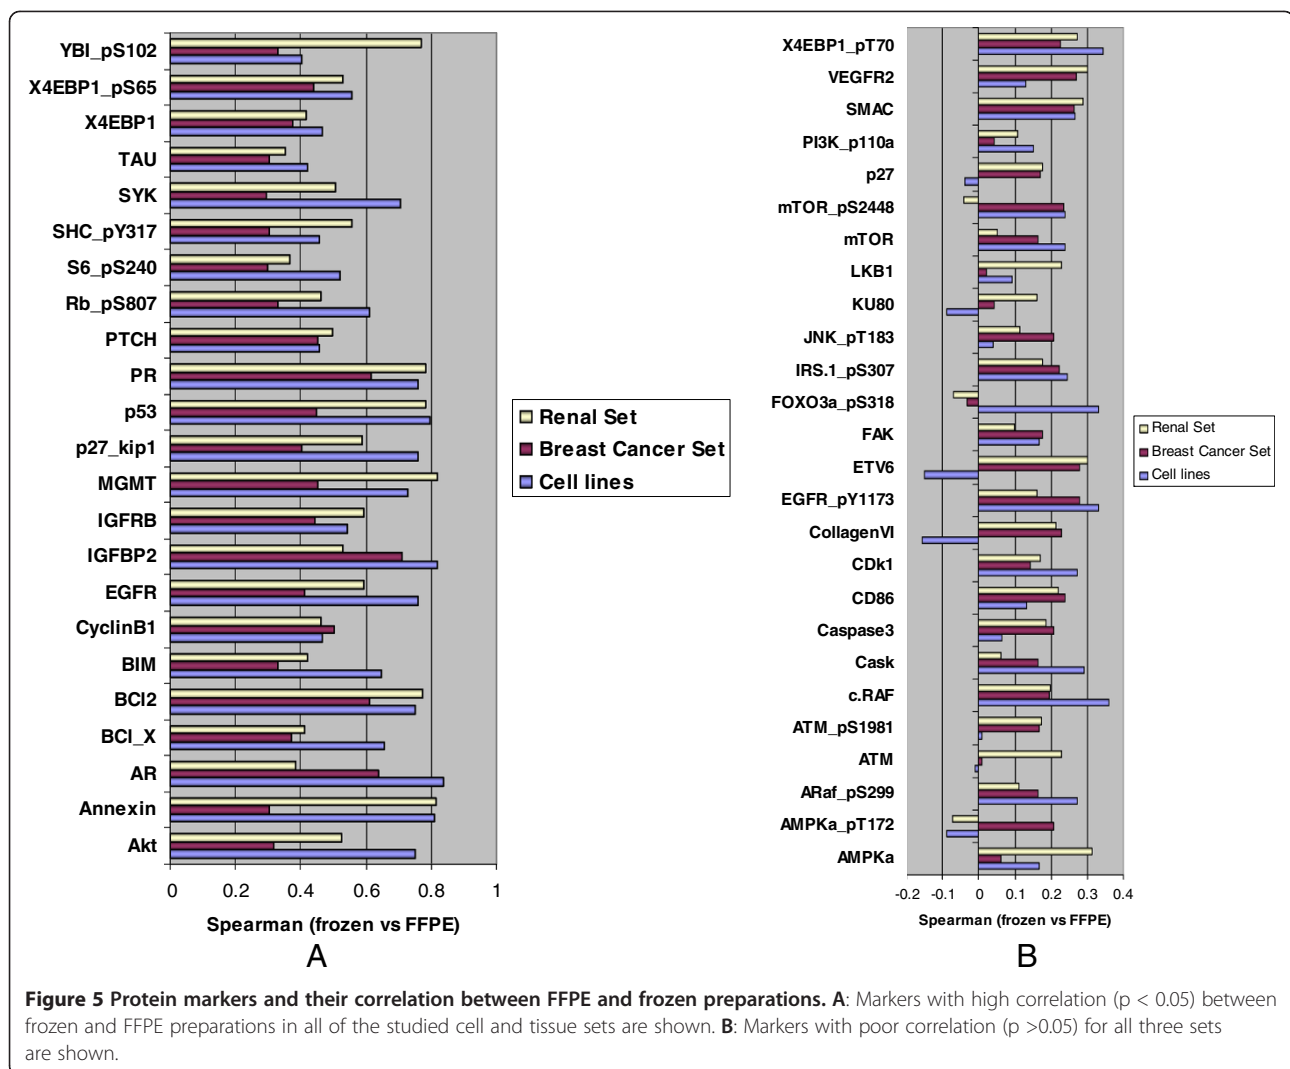 YBI_pS102
X4EBP1_pS65
X4EBP1
TAU
SYK
SHC_pY317
S6_pS240
Rb_pS807
PTCH
PR
p53
p27_kip1
MGMT
IGFRB
IGFBP2
EGFR
CyclinB1
BIM
BCl2
BCl_X
AR
Annexin
Akt
0 0.2 0.4 0.6 0.8 1
Spearman (frozen vs FFPE)
A
Renal Set
Breast Cancer Set
Cell lines
X4EBP1_pT70
VEGFR2
SMAC
PI3K_p110a
p27
mTOR_pS2448
mTOR
LKB1
KU80
JNK_pT183
IRS.1_pS307
FOXO3a_pS318
FAK
ETV6
EGFR_pY1173
CollagenVI
CDk1
CD86
Caspase3
Cask
c.RAF
ATM_pS1981
ATM
ARaf_pS299
AMPKa_pT172
AMPKa
-0.2 -0.1 0 0.1 0.2 0.3 0.4
Spearman (frozen vs FFPE)
B
Renal Set
Breast Cancer Set
Cell lines
Figure 5 Protein markers and their correlation between FFPE and frozen preparations. A: Markers with high correlation (p < 0.05) between
frozen and FFPE preparations in all of the studied cell and tissue sets are shown. B: Markers with poor correlation (p >0.05) for all three sets
are shown.